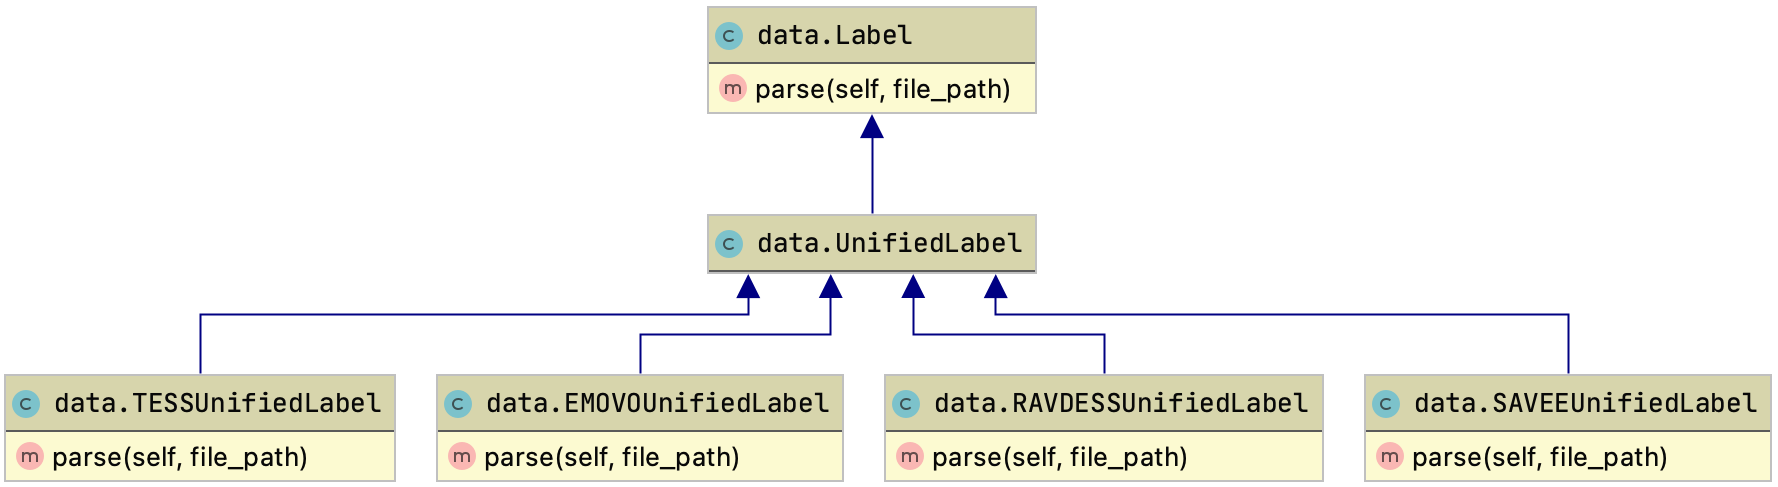 C data.Label
m parse(self, file_path)
C data.UnifiedLabel
C data.TESSUnifiedLabel
m parse(self, file_path)
C data.EMOVOUnifiedLabel
m parse(self, file_path)
C data.RAVDESSUnifiedLabel
m parse(self, file_path)
C data.SAVEEUnifiedLabel
m parse(self, file_path)